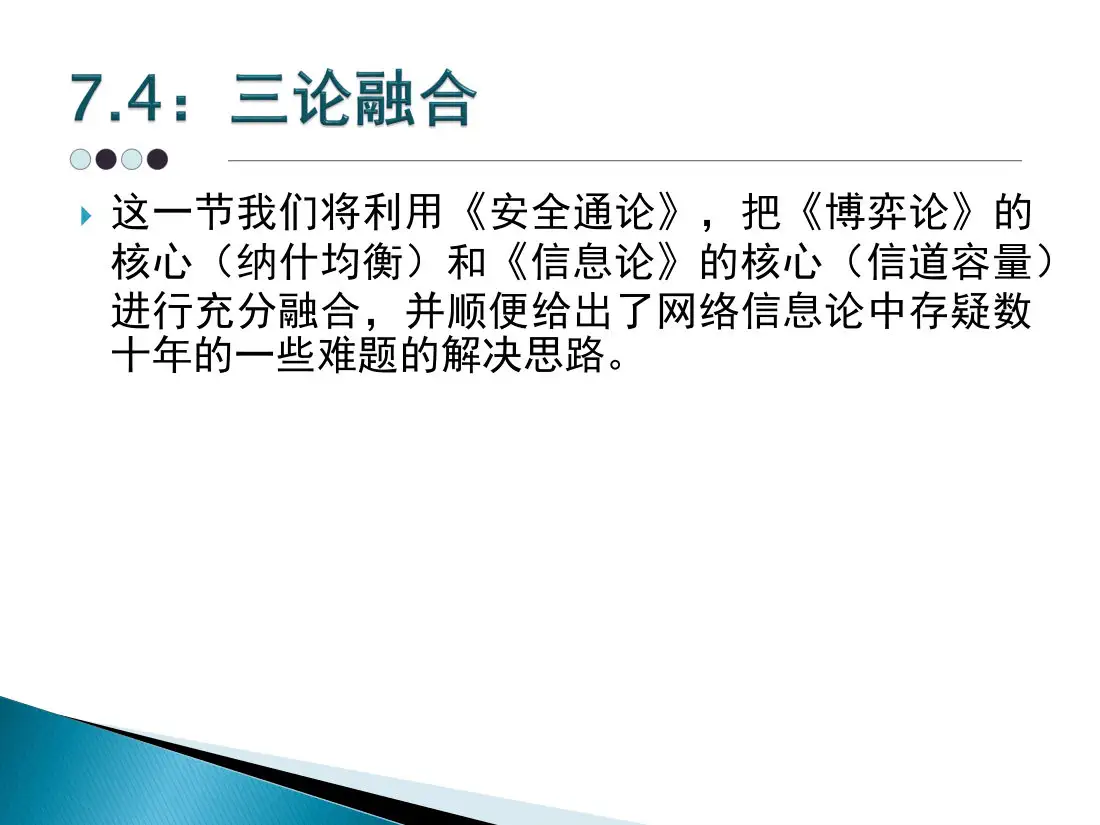 7.4：三论融合
这一节我们将利用《安全通论》，把《博弈论》的
核心（纳什均衡）和《信息论》的核心（信道容量）
进行充分融合，并顺便给出了网络信息论中存疑数
十年的一些难题的解决思路。